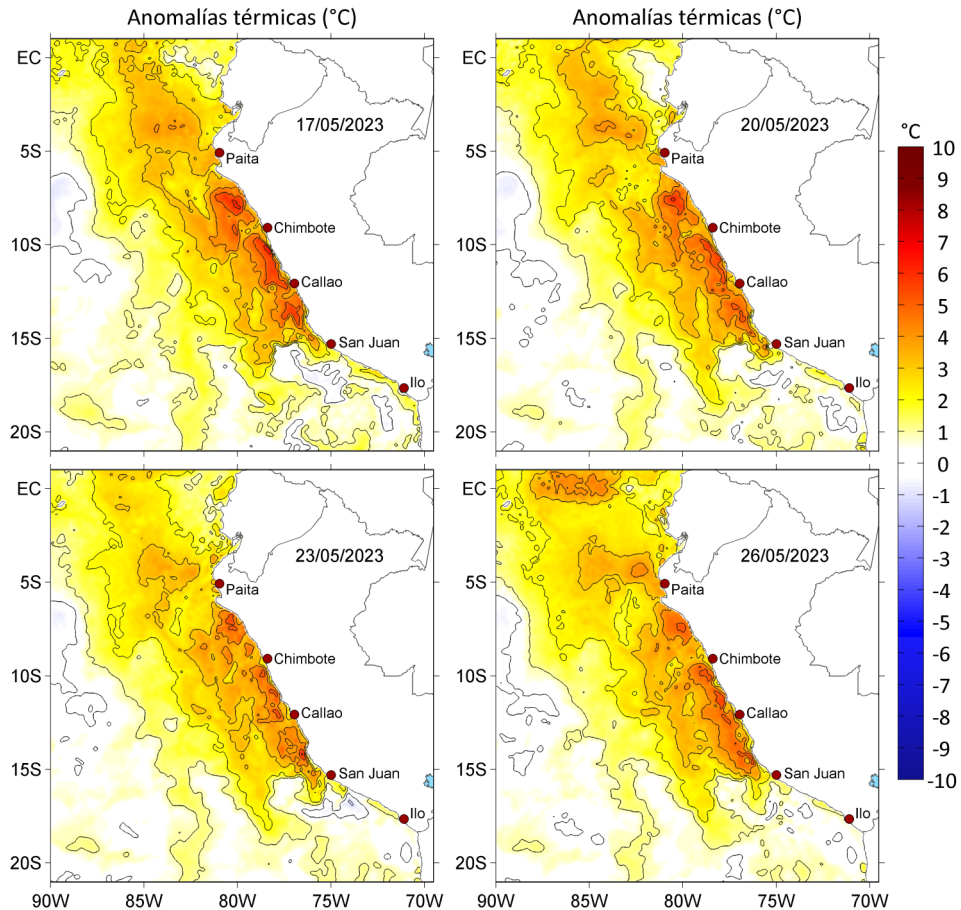 Anomalías térmicas (°C)
Anomalías térmicas (°C)
EC
5S
10S
15S
20S
17/05/2023
Paita
Chimbote
Callao
San Juan
Ilo
20/05/2023
EC
5S
10S
15S
20S
Paita
Chimbote
Callao
San Juan
Ilo
°C
10
9
8
7
6
5
4
3
2
1
0
-1
-2
-3
-4
-5
-6
-7
-8
-9
-10
EC
5S
10S
15S
20S
23/05/2023
Paita
Chimbote
Callao
San Juan
Ilo
90W
85W
80W
75W
70W
EC
5S
10S
15S
20S
26/05/2023
Paita
Chimbote
Callao
San Juan
Ilo
90W
85W
80W
75W
70W